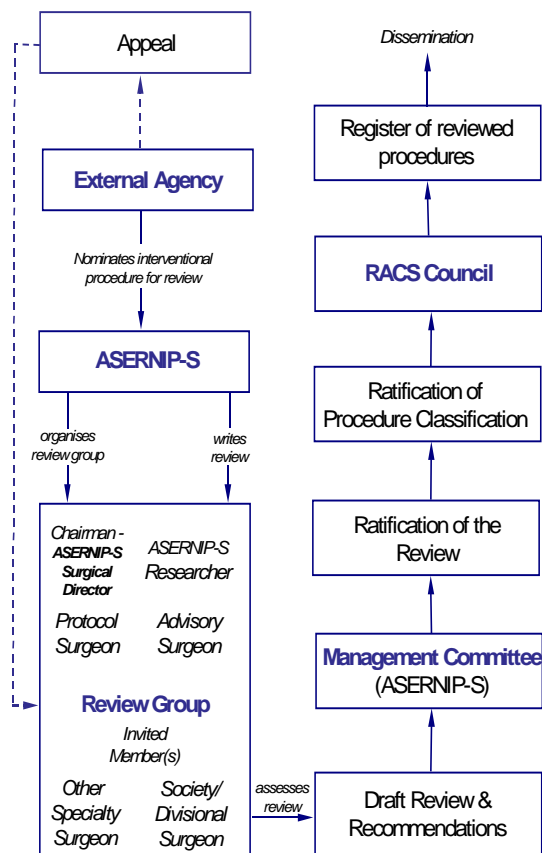 Appeal
External Agency
Nominates interventional
procedure for review
ASERNIP-S
organises
review group
writes
review
Chairman -
ASERNIP-S
Surgical
Director
ASERNIP-S
Researcher
Protocol
Surgeon
Advisory
Surgeon
Review Group
Invited
Member(s)
Other
Specialty
Surgeon
Society/
Divisional
Surgeon
assesses
review
Draft Review &
Recommendations
Management Committee
(ASERNIP-S)
Ratification of the
Review
Ratification of
Procedure Classification
RACS Council
Register of reviewed
procedures
Dissemination